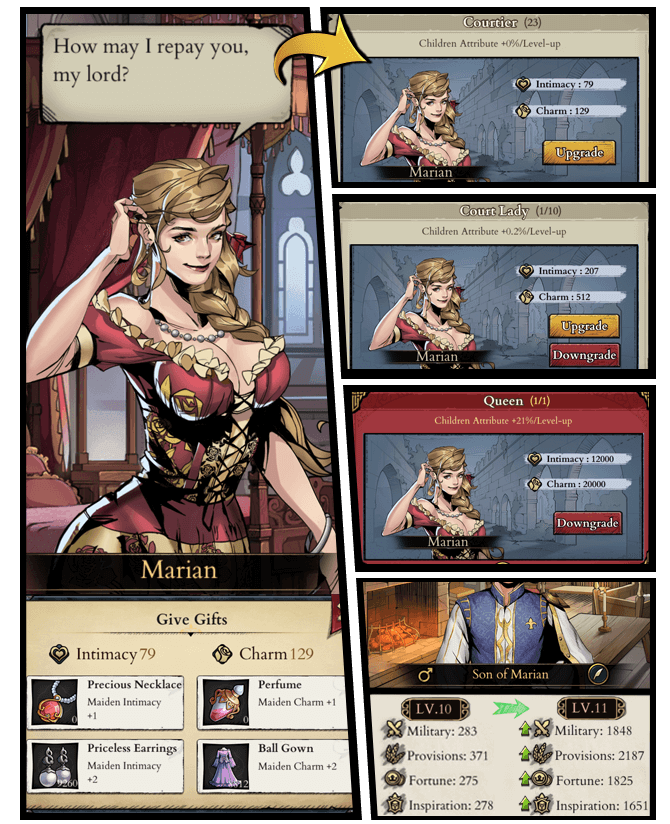 How may I repay you,
my lord?
Marian
Give Gifts
Intimacy 79
Charm 129
Precious Necklace
Maiden Intimacy
+1
0
Perfume
Maiden Charm +1
0
Priceless Earrings
Maiden Intimacy
+2
9260
Ball Gown
Maiden Charm +2
Courtier (23)
Children Attribute +0%/Level-up
Intimacy : 79
Charm : 129
Upgrade
Marian
Court Lady (1/10)
Children Attribute +0.2%/Level-up
Intimacy : 207
Charm : 512
Upgrade
Downgrade
Marian
Queen (1/1)
Children Attribute +21%/Level-up
Intimacy : 12000
Charm : 20000
Downgrade
Marian
Son of Marian
LV.10
LV.11
Military: 283
Military: 1848
Provisions: 371
Provisions: 2187
Fortune: 275
Fortune: 1825
Inspiration: 278
Inspiration: 1651